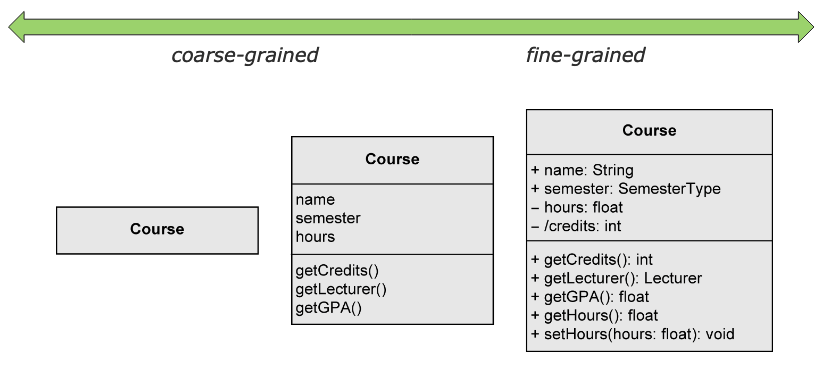 coarse-grained
fine-grained
Course
Course
name
semester
hours
getCredits()
getLecturer()
getGPA()
Course
+ name: String
+ semester: SemesterType
− hours: float
− /credits: int
+ getCredits(): int
+ getLecturer(): Lecturer
+ getGPA(): float
+ getHours(): float
+ setHours(hours: float): void